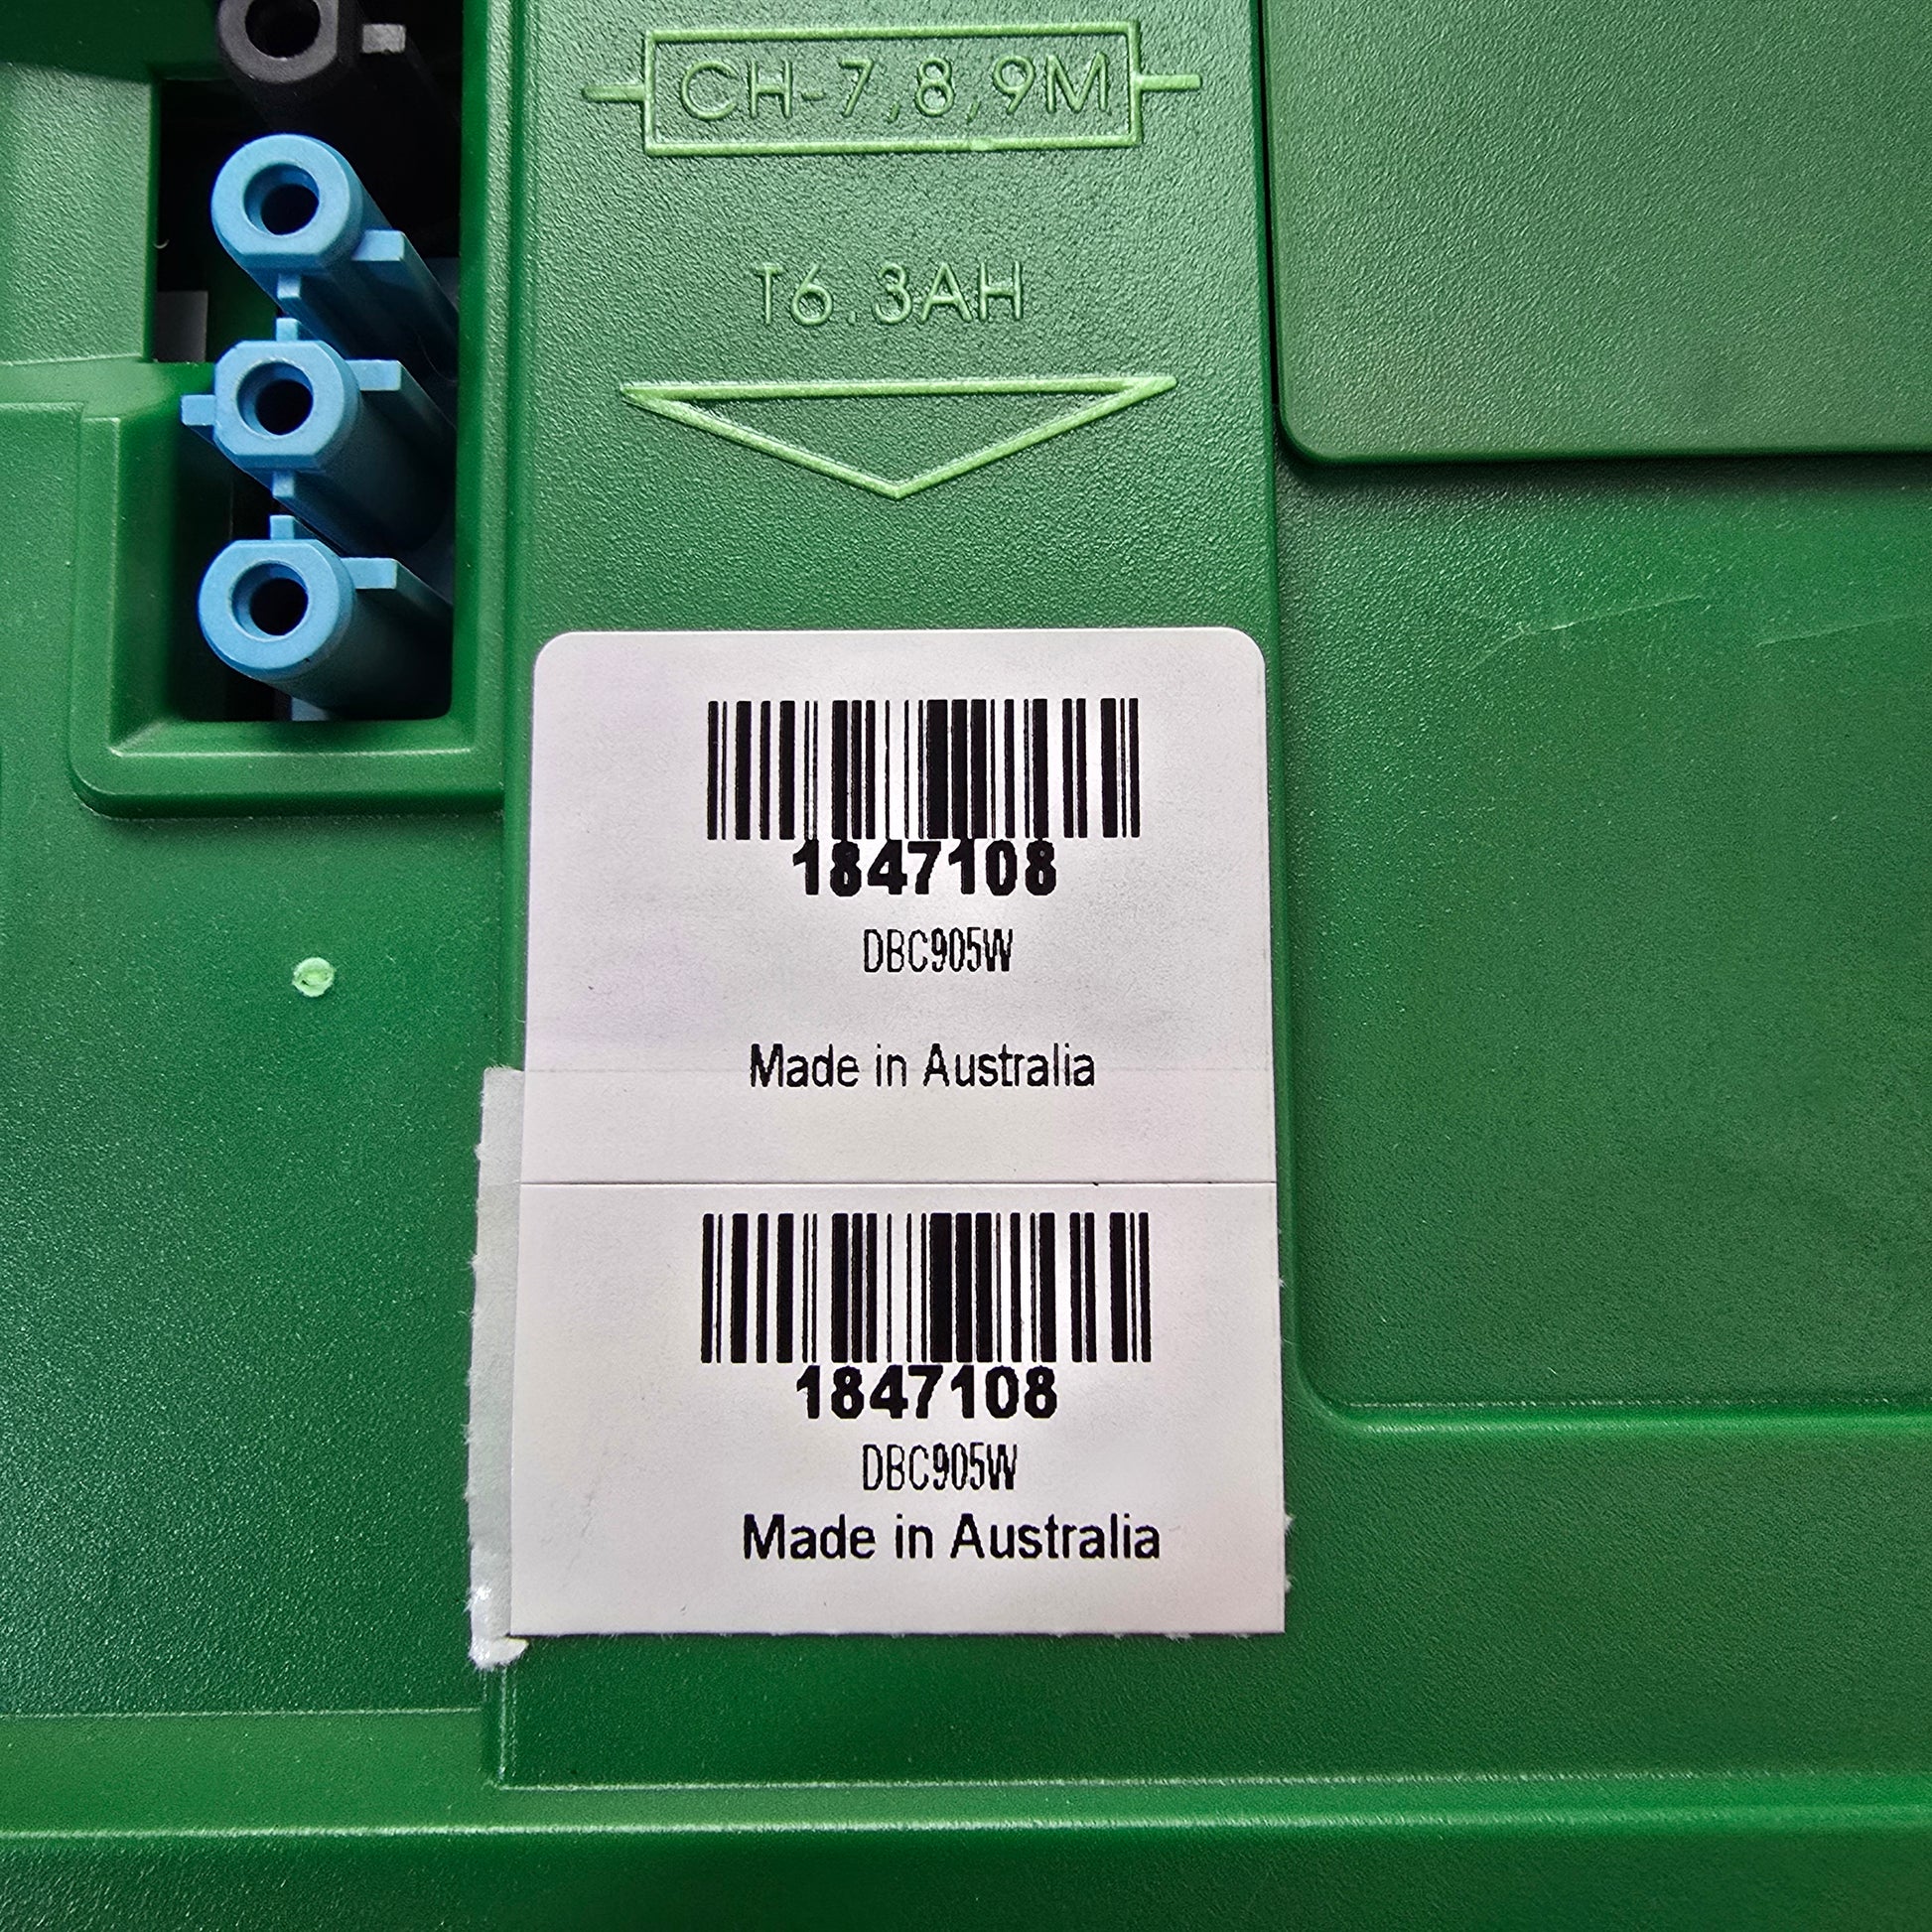 CH-7,8,9M
T6.3AH
1847108
DBC905W
Made in Australia
1847108
DBC905W
Made in Australia